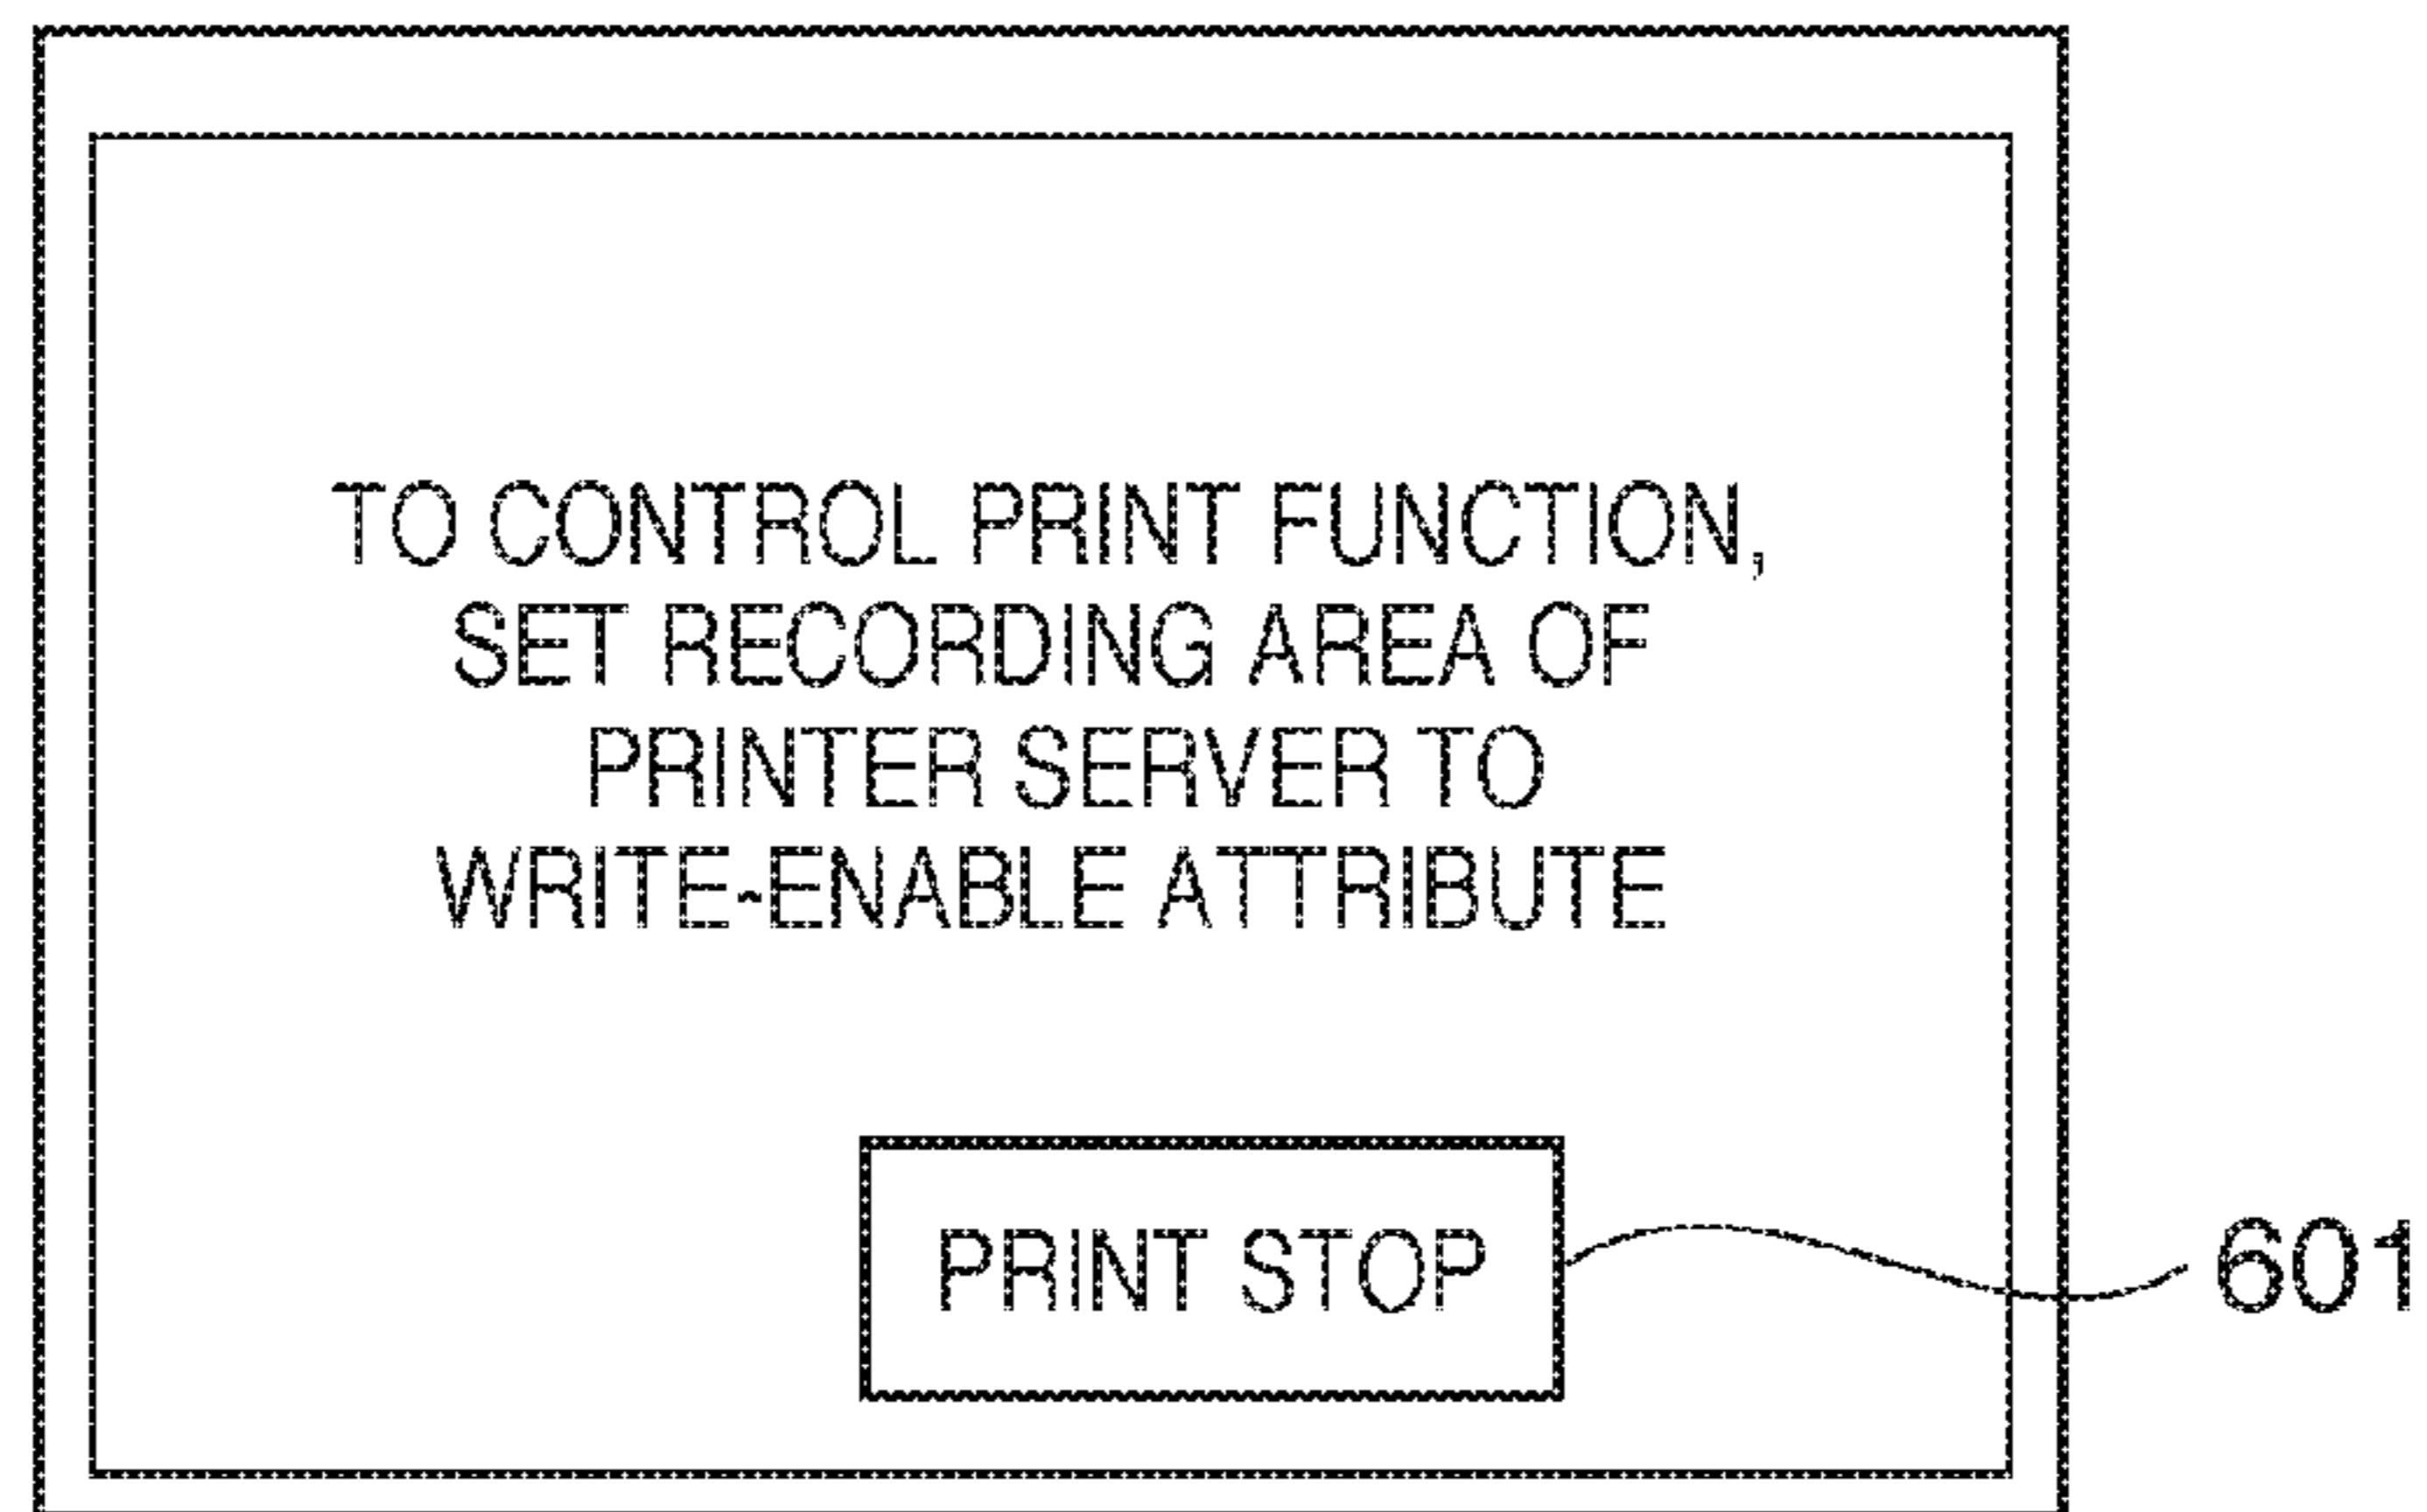 TO CONTROL PRINT FUNCTION,
SET RECORDING AREA OF
PRINTER SERVER TO
WRITE-ENABLE ATTRIBUTE
PRINT STOP
601